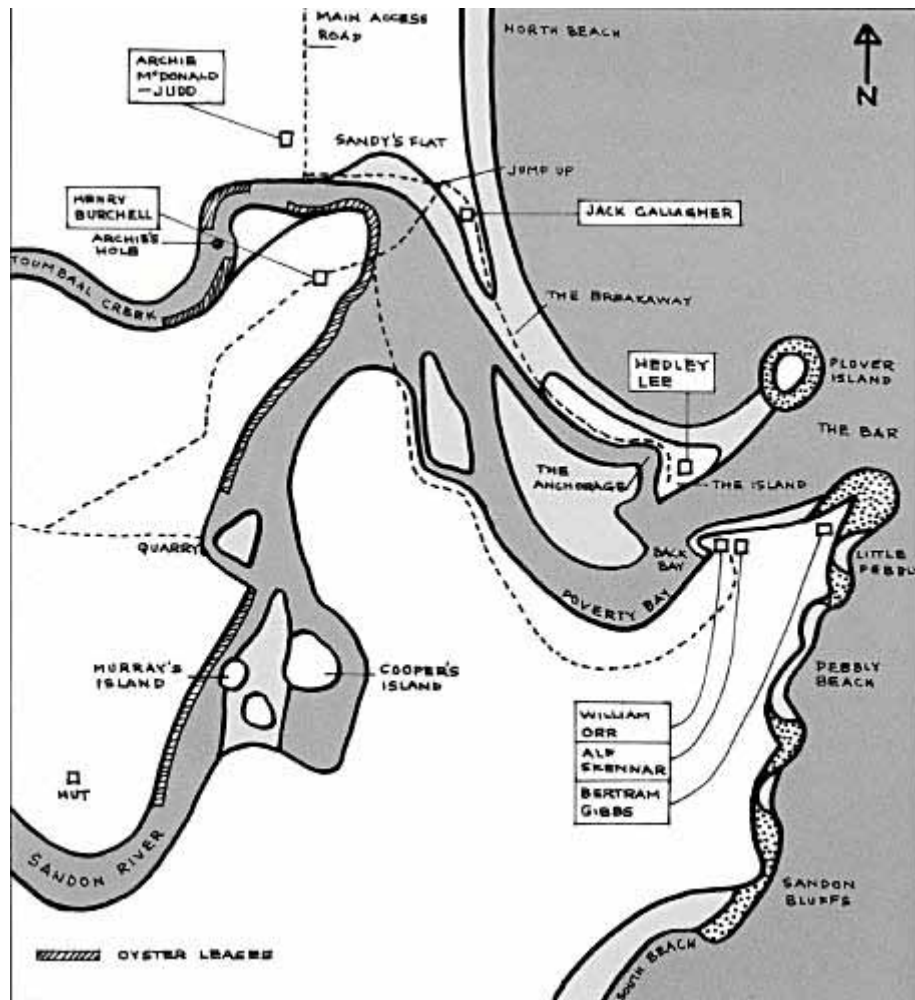 MAIN ACCESS
ROAD
NORTH BEACH
N
ARCHIE
McDONALD
–JUDD
SANDY'S FLAT
JUMP UP
HENRY
BURCHELL
JACK GALLAGHER
ARCHIE'S
HOLE
TOUMBAAL CREEK
THE BREAKAWAY
HEDLEY
LEE
PLOVER
ISLAND
THE BAR
THE
ANCHORAGE
THE ISLAND
QUARRY
BACK
BAY
LITTLE
PEBBLY
POVERTY BAY
MURRAY'S
ISLAND
COOPER'S
ISLAND
PEBBLY
BEACH
WILLIAM
ORR
ALF
SKENNAR
BERTRAM
GIBBS
HUT
SANDON RIVER
SANDON
BLUFFS
OYSTER LEASES
SOUTH BEACH